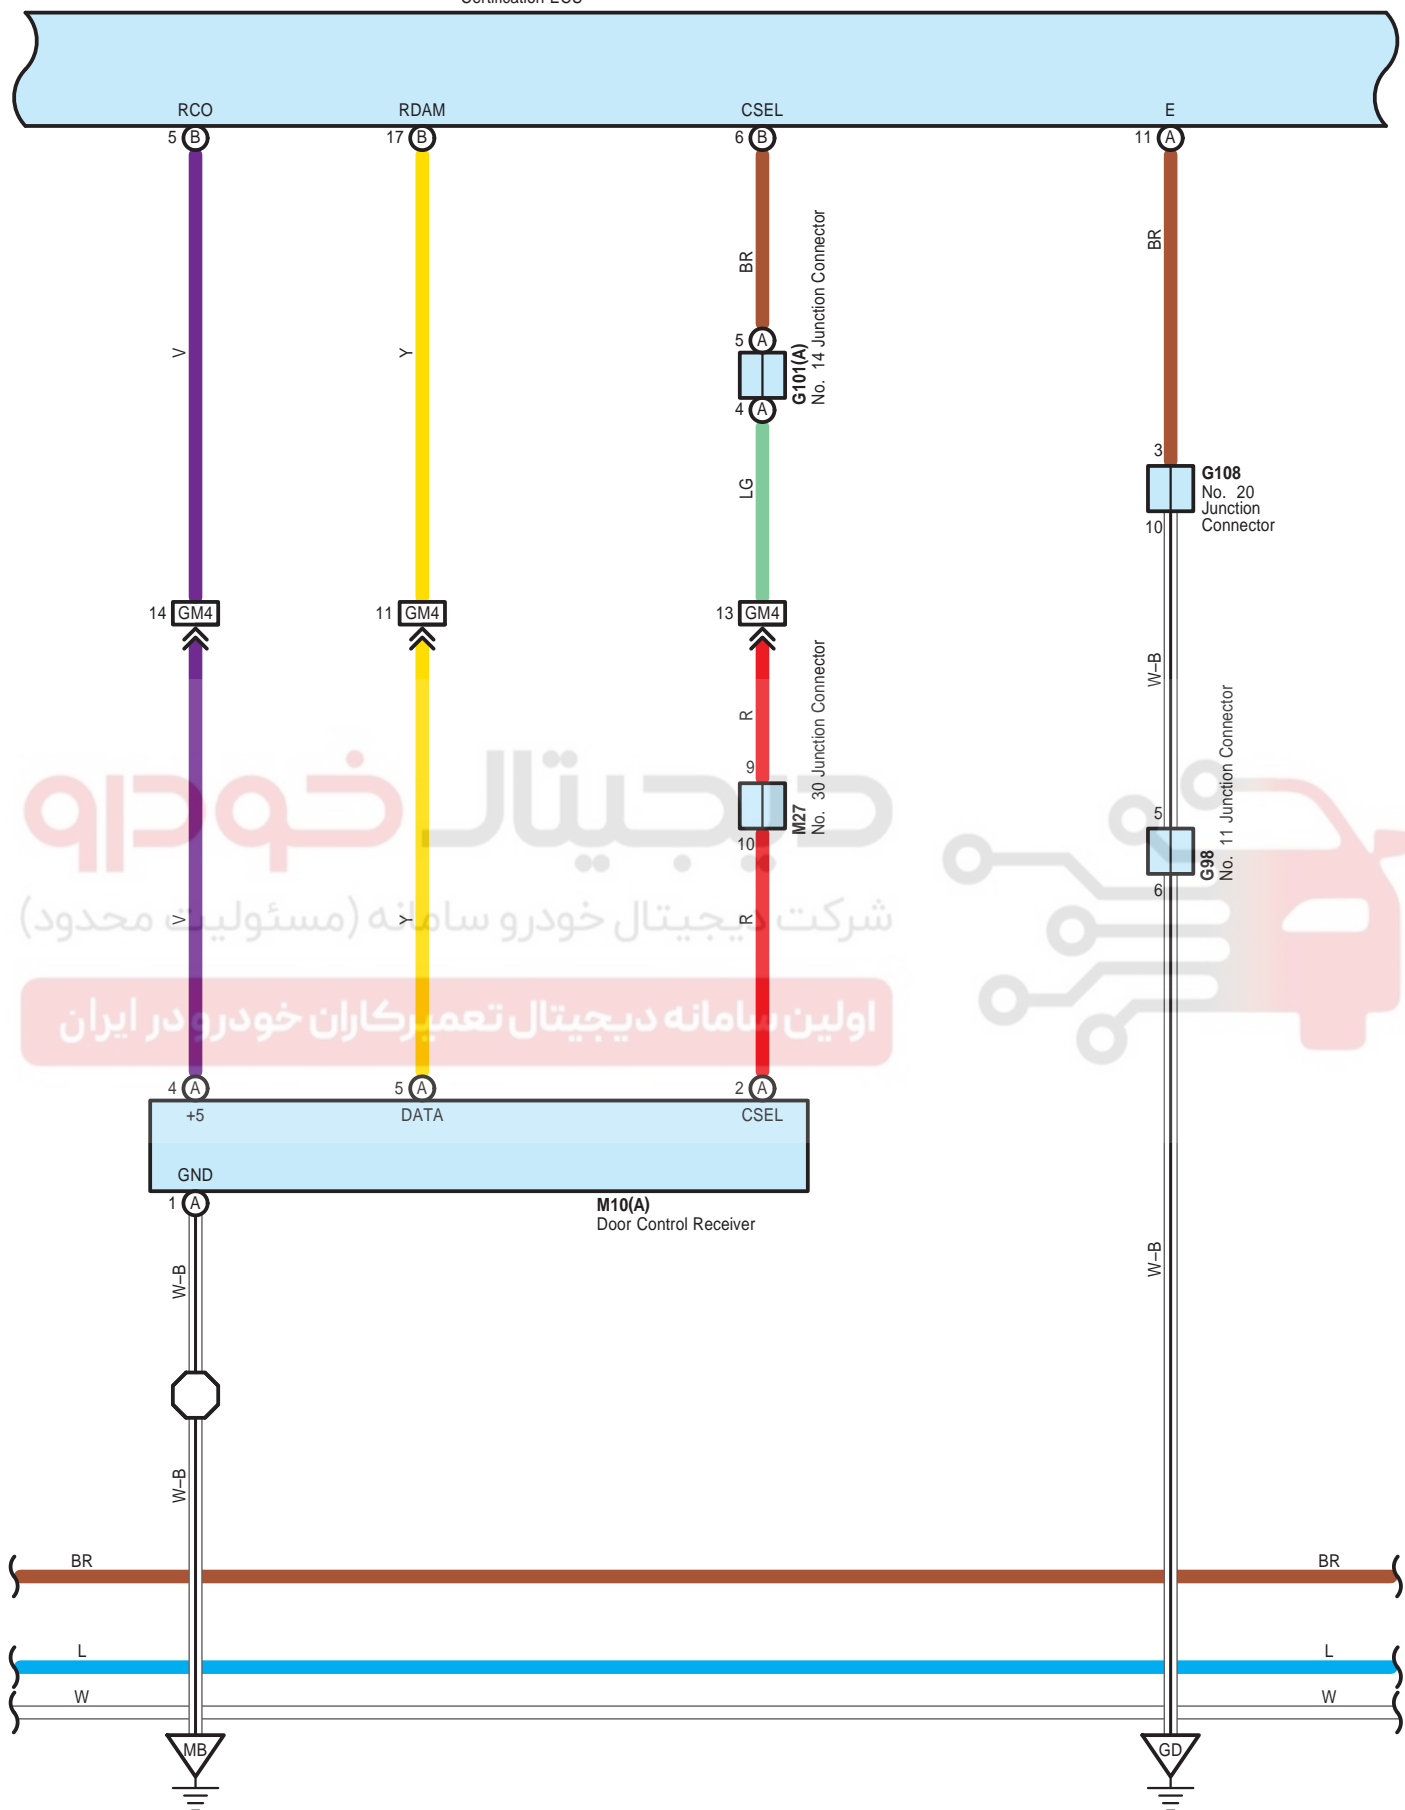 Certification ECU
RCO
RDAM
CSEL
E
5 B
17 B
6 B
11 A
V
Y
BR
BR
5 A
G101(A)
No. 14 Junction Connector
4 A
LG
3
G108
No. 20
Junction
Connector
10
14 GM4
11 GM4
13 GM4
W–B
R
9
M27
No. 30 Junction Connector
10
5
G98
No. 11 Junction Connector
6
دیجیتال خودرو
شرکت دیجیتال خودرو سامانه (مسئولیت محدود)
اولین سامانه دیجیتال تعمیرکاران خودرو در ایران
V
Y
R
4 A
5 A
2 A
+5
DATA
CSEL
GND
1 A
M10(A)
Door Control Receiver
W–B
W–B
W–B
BR
BR
L
L
W
W
MB
GD